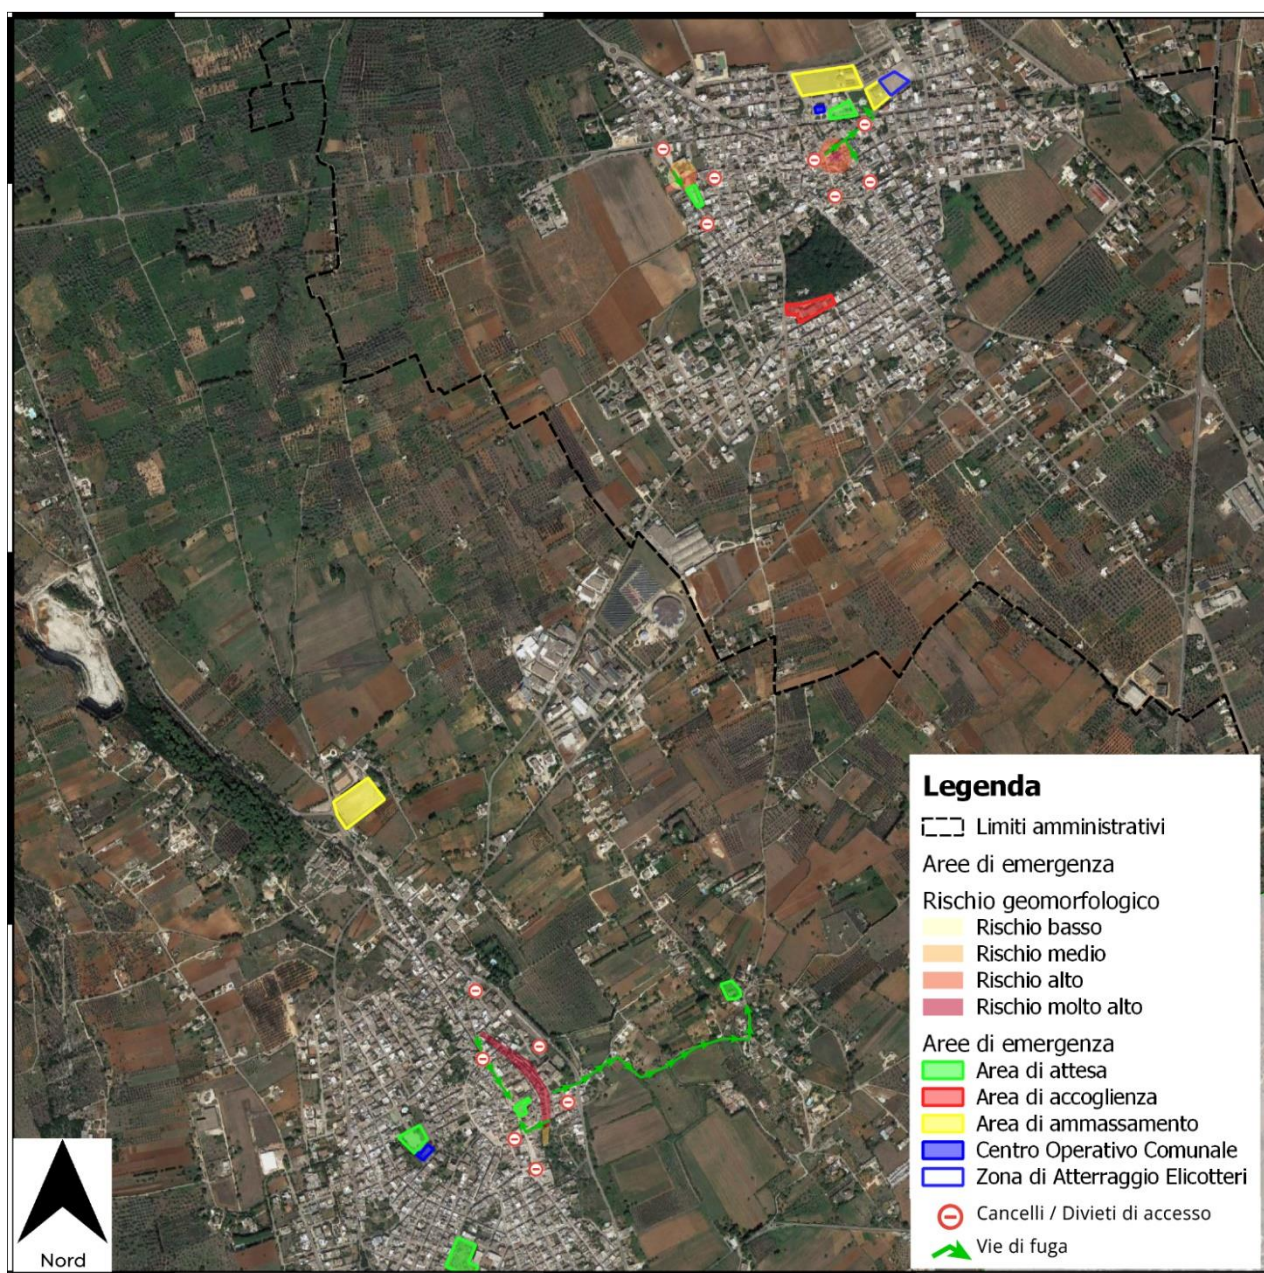 Legenda
Limiti amministrativi
Aree di emergenza
Rischio geomorfologico
Rischio basso
Rischio medio
Rischio alto
Rischio molto alto
Aree di emergenza
Area di attesa
Area di accoglienza
Area di ammassamento
Centro Operativo Comunale
Zona di Atterraggio Elicotteri
Cancelli / Divieti di accesso
Vie di fuga
Nord